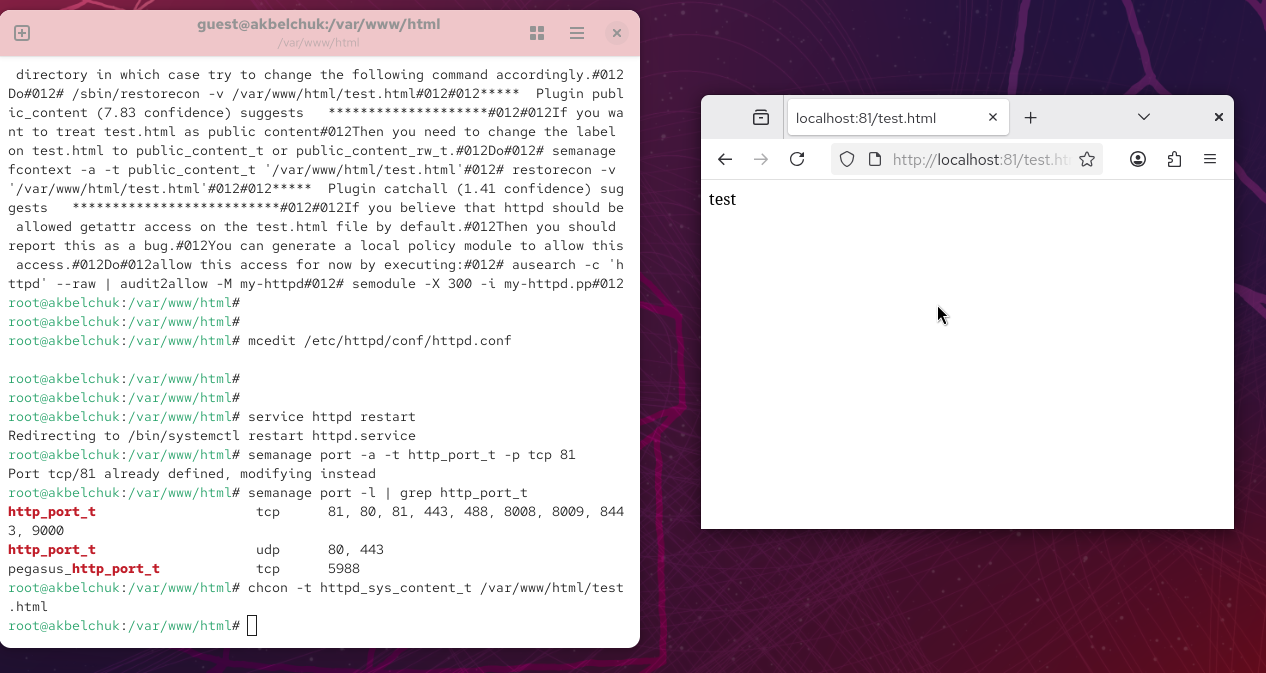 guest@akbelchuk:/var/www/html
/var/www/html
directory in which case try to change the following command accordingly.#012
Do#012# /sbin/restorecon -v /var/www/html/test.html#012#012*****  Plugin publ
ic_content (7.83 confidence) suggests   ********************#012#012If you wa
nt to treat test.html as public content#012Then you need to change the label
on test.html to public_content_t or public_content_rw_t.#012Do#012# semanage
fcontext -a -t public_content_t '/var/www/html/test.html'#012# restorecon -v
'/var/www/html/test.html'#012#012*****  Plugin catchall (1.41 confidence) sug
gests   **************************#012#012If you believe that httpd should be
allowed getattr access on the test.html file by default.#012Then you should
report this as a bug.#012You can generate a local policy module to allow this
access.#012Do#012allow this access for now by executing:#012# ausearch -c 'h
ttpd' --raw | audit2allow -M my-httpd#012# semodule -X 300 -i my-httpd.pp#012
root@akbelchuk:/var/www/html#
root@akbelchuk:/var/www/html#
root@akbelchuk:/var/www/html# mcedit /etc/httpd/conf/httpd.conf
root@akbelchuk:/var/www/html#
root@akbelchuk:/var/www/html#
root@akbelchuk:/var/www/html# service httpd restart
Redirecting to /bin/systemctl restart httpd.service
root@akbelchuk:/var/www/html# semanage port -a -t http_port_t -p tcp 81
Port tcp/81 already defined, modifying instead
root@akbelchuk:/var/www/html# semanage port -l | grep http_port_t
http_port_t                    tcp      81, 80, 81, 443, 488, 8008, 8009, 844
3, 9000
http_port_t                    udp      80, 443
pegasus_http_port_t            tcp      5988
root@akbelchuk:/var/www/html# chcon -t httpd_sys_content_t /var/www/html/test
.html
root@akbelchuk:/var/www/html#
localhost:81/test.html
http://localhost:81/test.ht
test